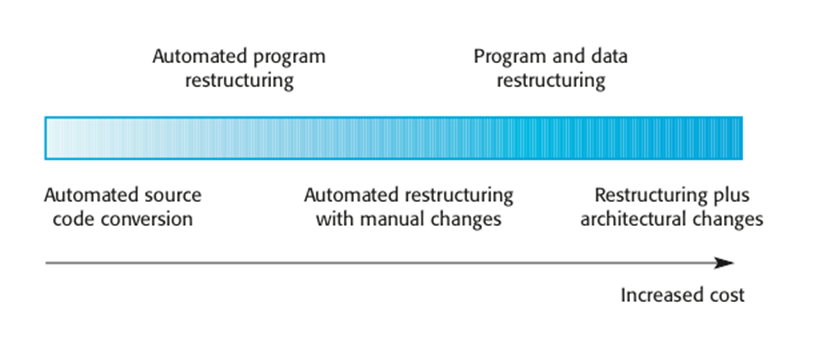 Automated program
restructuring
Program and data
restructuring
Automated source
code conversion
Automated restructuring
with manual changes
Restructuring plus
architectural changes
Increased cost